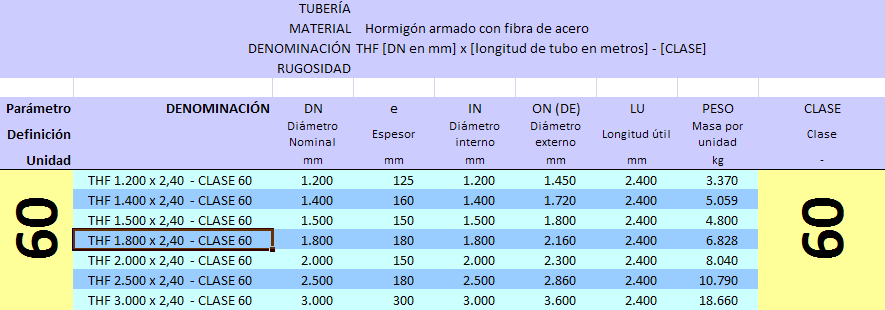 TUBERÍA
MATERIAL Hormigón armado con fibra de acero
DENOMINACIÓN THF [DN en mm] x [longitud de tubo en metros] - [CLASE]
RUGOSIDAD
Parámetro DENOMINACIÓN DN e IN ON (DE) LU PESO CLASE
Definición Diámetro Nominal Espesor Diámetro interno Diámetro externo Longitud útil Masa por unidad Clase
Unidad mm mm mm mm mm kg -
60
THF 1.200 x 2,40 - CLASE 60 1.200 125 1.200 1.450 2.400 3.370
THF 1.400 x 2,40 - CLASE 60 1.400 160 1.400 1.720 2.400 5.059
THF 1.500 x 2,40 - CLASE 60 1.500 150 1.500 1.800 2.400 4.800
THF 1.800 x 2,40 - CLASE 60 1.800 180 1.800 2.160 2.400 6.828
THF 2.000 x 2,40 - CLASE 60 2.000 150 2.000 2.300 2.400 8.040
THF 2.500 x 2,40 - CLASE 60 2.500 180 2.500 2.860 2.400 10.790
THF 3.000 x 2,40 - CLASE 60 3.000 300 3.000 3.600 2.400 18.660
60